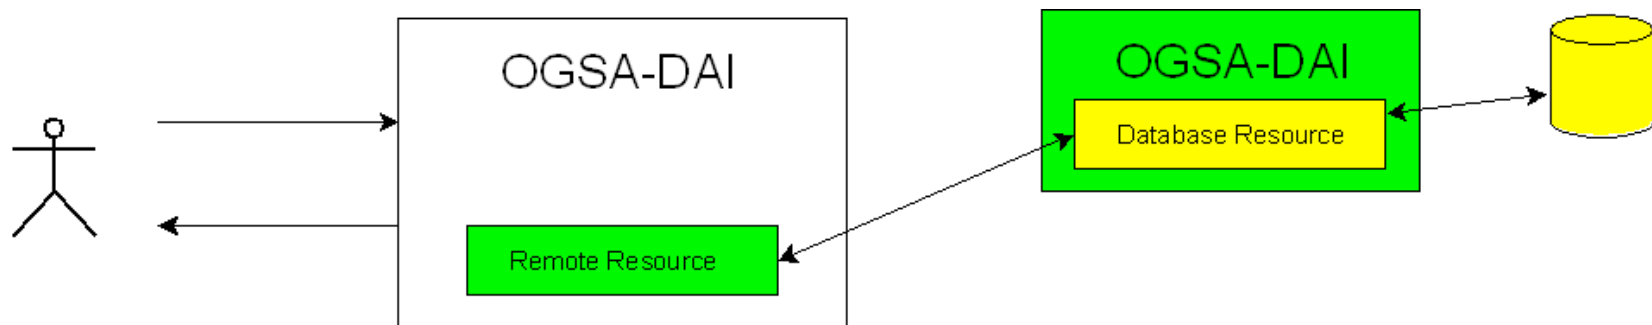 OGSA-DAI
OGSA-DAI
Database Resource
Remote Resource